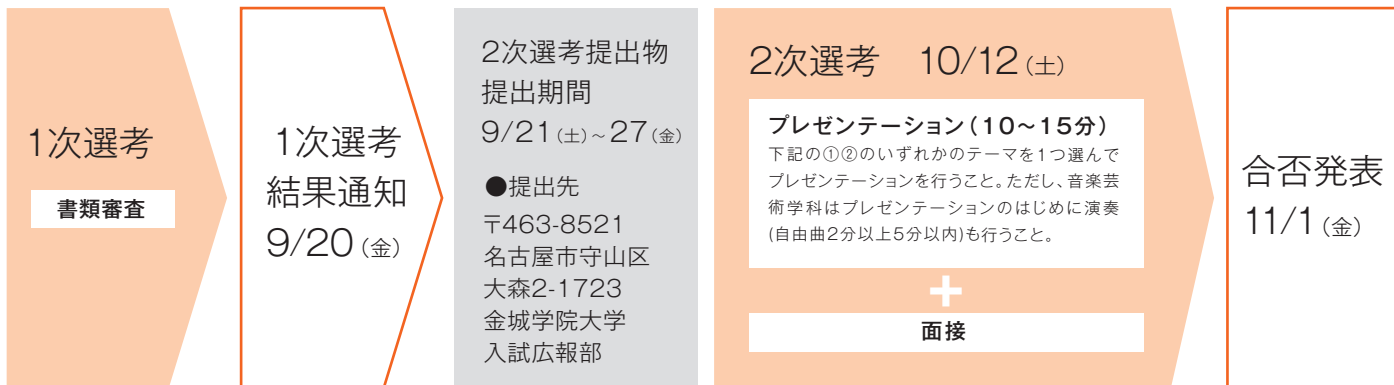 1次選考
書類審査
1次選考
結果通知
9/20(金)
2次選考提出物
提出期間
9/21(土)~27(金)
●提出先
〒463-8521
名古屋市守山区
大森2-1723
金城学院大学
入試広報部
2次選考 10/12(土)
プレゼンテーション(10〜15分)
下記の①②のいずれかのテーマを1つ選んで
プレゼンテーションを行うこと。ただし、音楽芸
術学科はプレゼンテーションのはじめに演奏
(自由曲2分以上5分以内)も行うこと。
+
面接
合否発表
11/1(金)